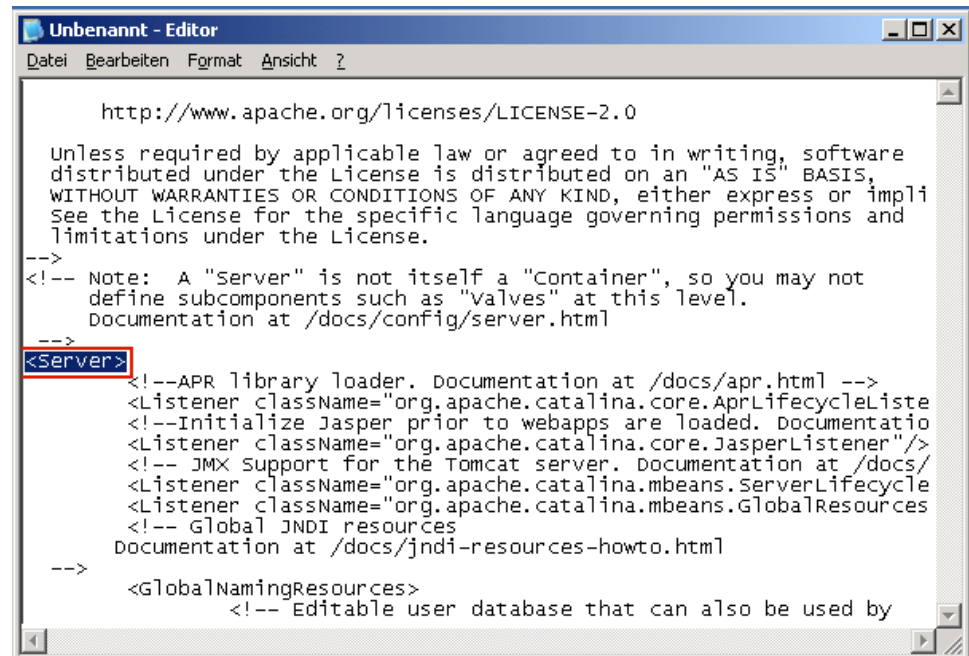 Unbenannt - Editor
Datei Bearbeiten Format Ansicht ?
http://www.apache.org/licenses/LICENSE-2.0
Unless required by applicable law or agreed to in writing, software
distributed under the License is distributed on an "AS IS" BASIS,
WITHOUT WARRANTIES OR CONDITIONS OF ANY KIND, either express or impli
See the License for the specific language governing permissions and
limitations under the License.
-->
<!-- Note:  A "Server" is not itself a "Container", so you may not
define subcomponents such as "Valves" at this level.
Documentation at /docs/config/server.html
-->
<Server>
<!--APR library loader. Documentation at /docs/apr.html -->
<Listener className="org.apache.catalina.core.AprLifecycleListe
<!--Initialize Jasper prior to webapps are loaded. Documentatio
<Listener className="org.apache.catalina.core.JasperListener"/>
<!-- JMX Support for the Tomcat server. Documentation at /docs/
<Listener className="org.apache.catalina.mbeans.ServerLifecycle
<Listener className="org.apache.catalina.mbeans.GlobalResources
<!-- Global JNDI resources
Documentation at /docs/jndi-resources-howto.html
-->
<GlobalNamingResources>
<!-- Editable user database that can also be used by